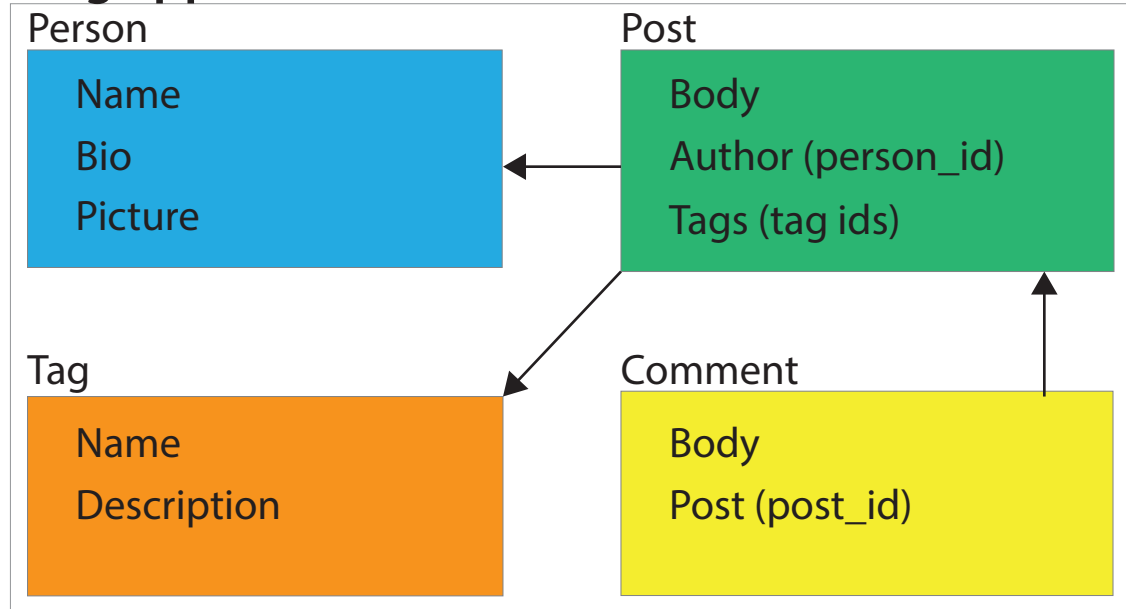 Person
Name
Bio
Picture
Post
Body
Author (person_id)
Tags (tag ids)
Tag
Name
Description
Comment
Body
Post (post_id)